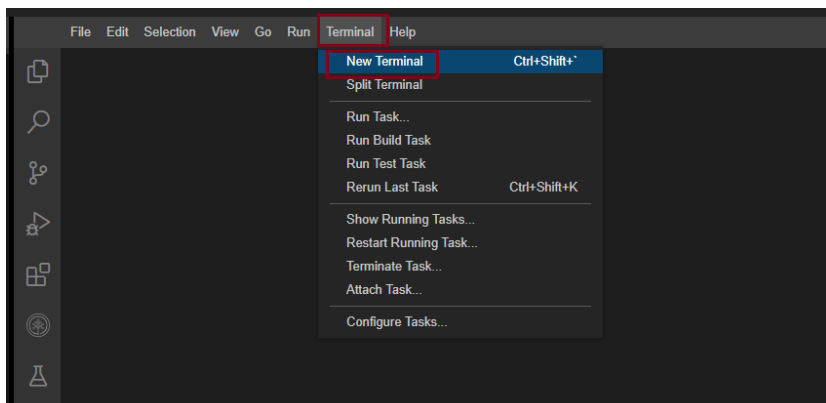 File Edit Selection View Go Run Terminal Help
New Terminal Ctrl+Shift+`
Split Terminal
Run Task...
Run Build Task
Run Test Task
Rerun Last Task Ctrl+Shift+K
Show Running Tasks...
Restart Running Task...
Terminate Task...
Attach Task...
Configure Tasks...